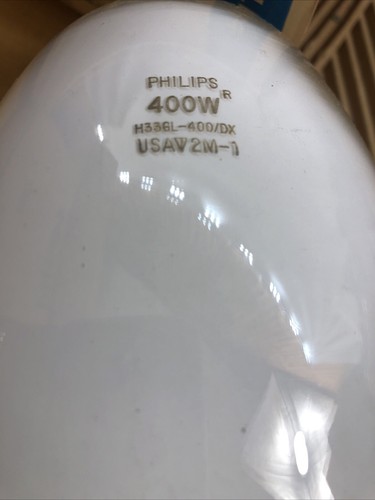 PHILIPS R
400W
H33GL-400/DX
USAV2M-1